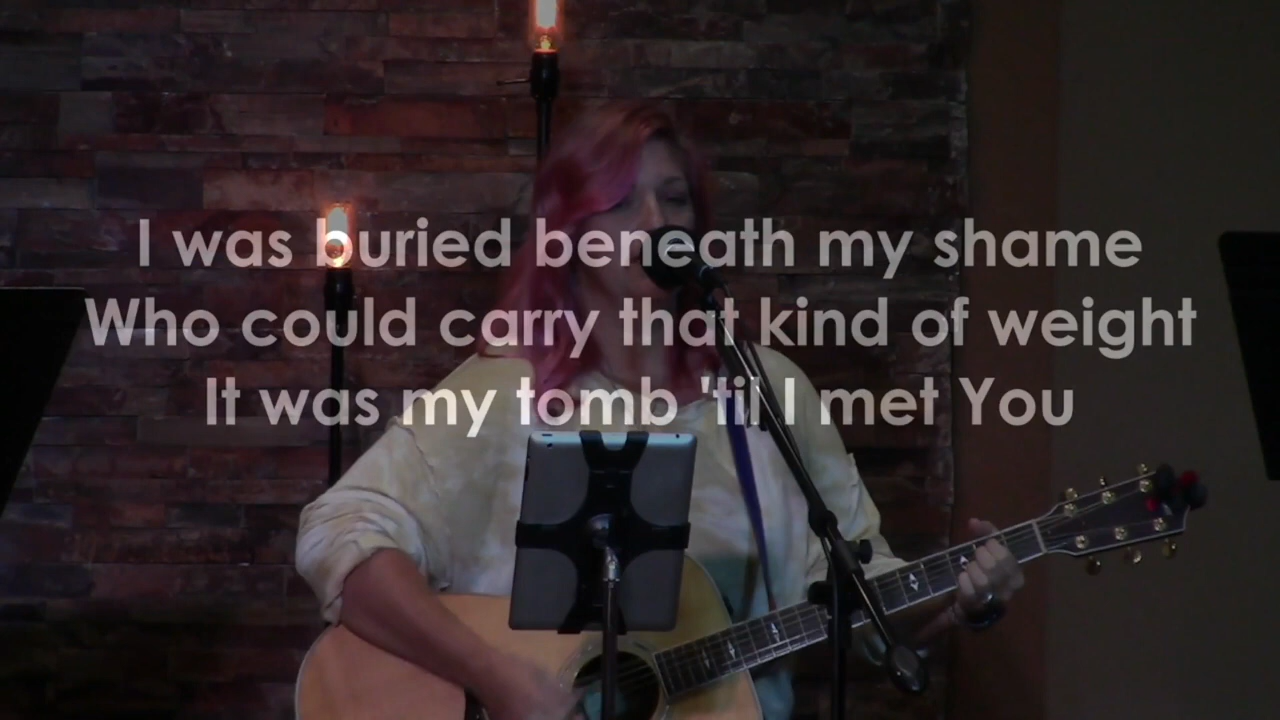 I was buried beneath my shame
Who could carry that kind of weight
It was my tomb 'til I met You